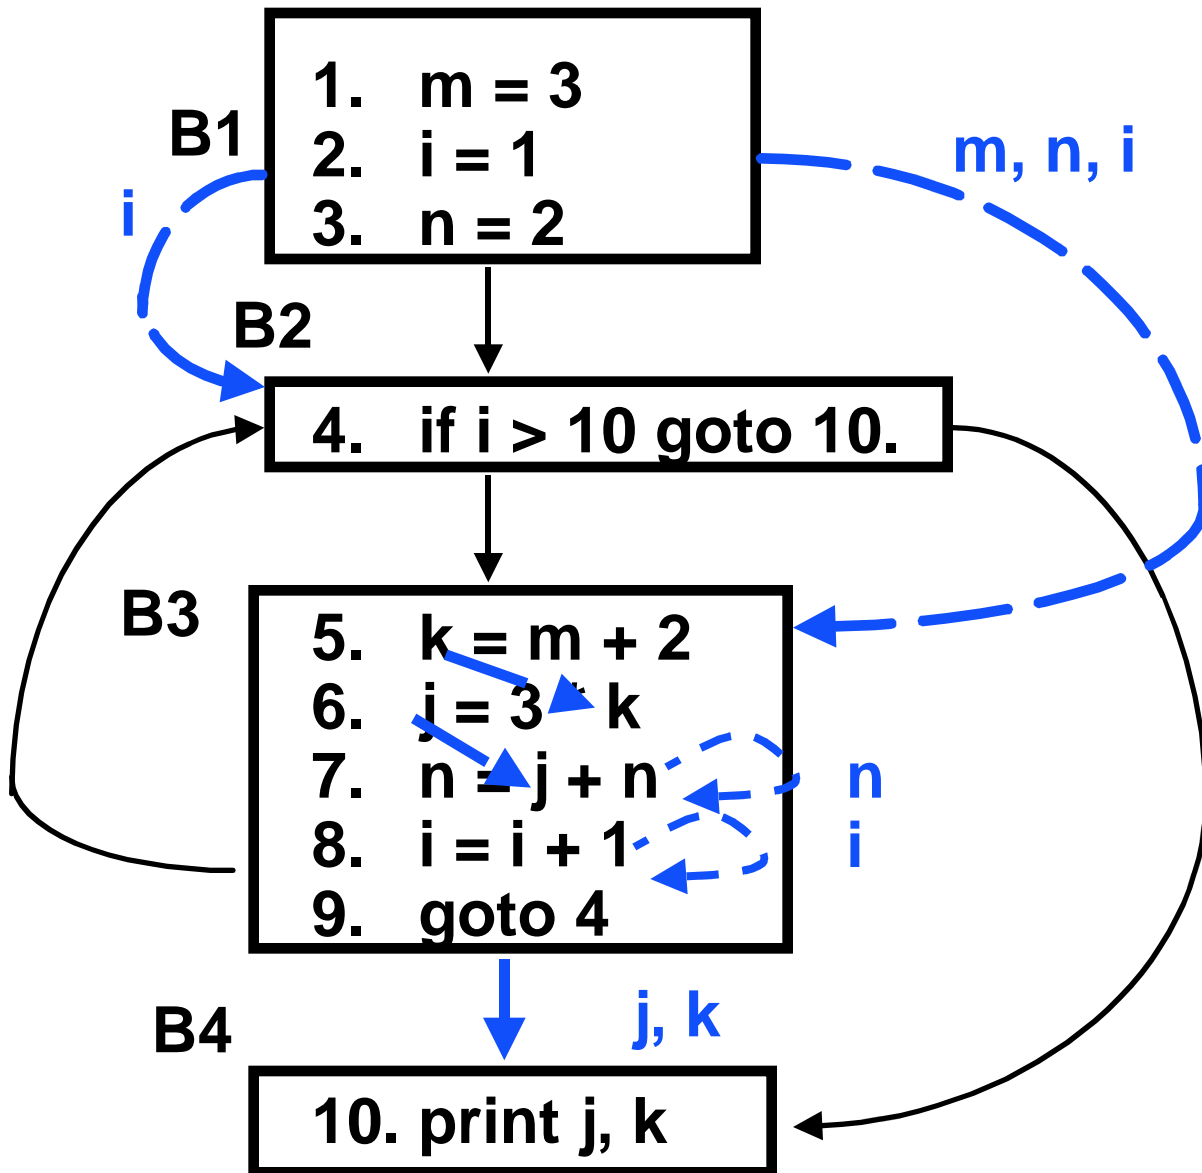 B1
1. m = 3
2. i = 1
3. n = 2
i
m, n, i
B2
4. if i > 10 goto 10.
B3
5. k = m + 2
6. j = 3 * k
7. n = j + n
8. i = i + 1
9. goto 4
n
i
j, k
B4
10. print j, k